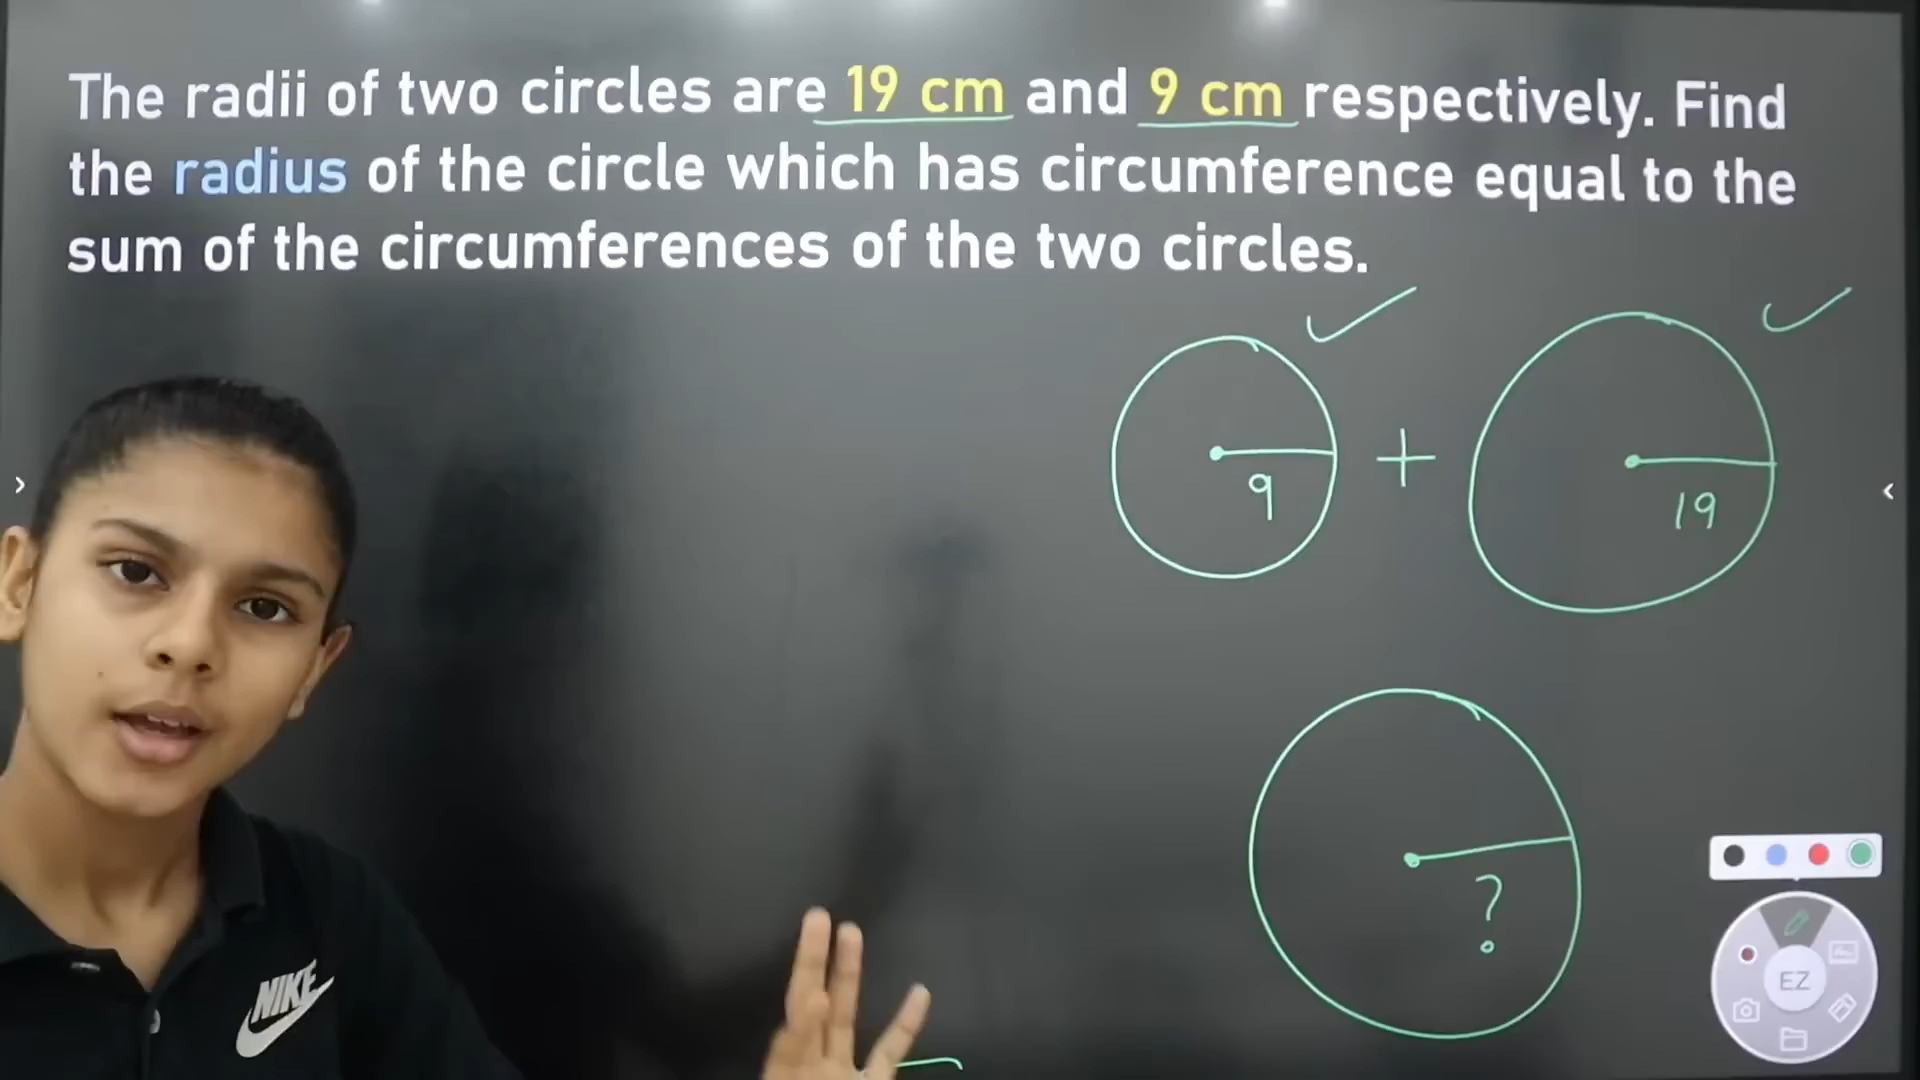 The radii of two circles are 19 cm and 9 cm respectively. Find
the radius of the circle which has circumference equal to the
sum of the circumferences of the two circles.
9 + 19
?
NIKE
EZ